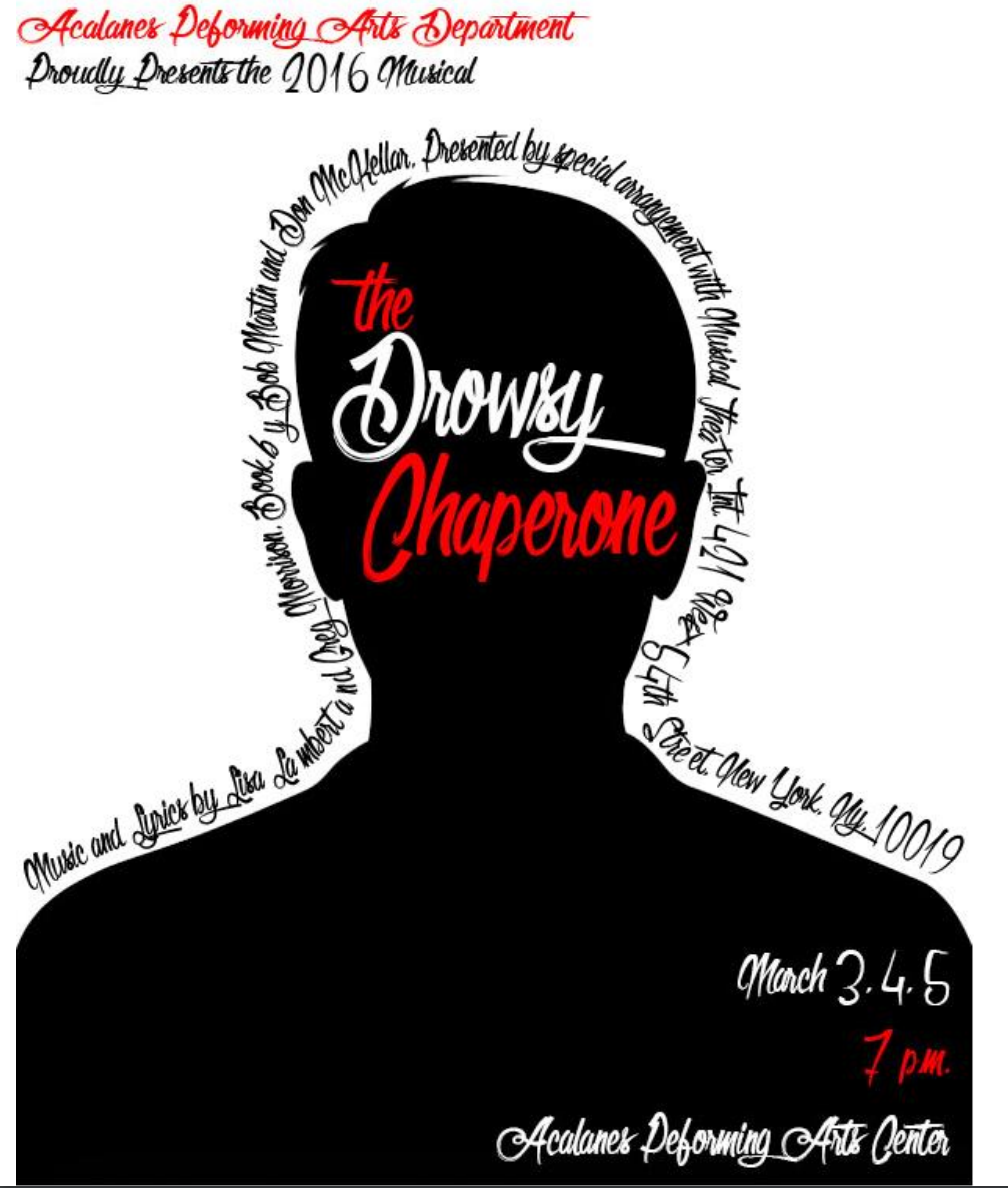 Acalanes Deforming Arts Department
Proudly Presents the 2016 Musical
Music and Lyrics by Lisa Lambert and Greg Morrison. Book by Bob Martin and Don McKellar. Presented by special arrangement with Musical Theater Int. 421 West 54th Street. New York. Ny. 10019
the
Drowsy
Chaperone
March 3. 4. 5
7 p.m.
Acalanes Deforming Arts Center